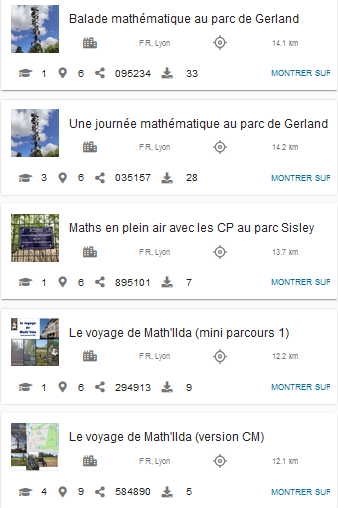 Balade mathématique au parc de Gerland
FR, Lyon 14.1 km
1 6 095234 33 MONTRER SUR
Une journée mathématique au parc de Gerland
FR, Lyon 14.2 km
3 6 035157 28 MONTRER SUR
Maths en plein air avec les CP au parc Sisley
FR, Lyon 13.7 km
1 6 895101 7 MONTRER SUR
Le voyage de Math'Ilda (mini parcours 1)
FR, Lyon 12.2 km
1 6 294913 9 MONTRER SUR
Le voyage de Math'Ilda (version CM)
FR, Lyon 12.1 km
4 9 584890 5 MONTRER SUR